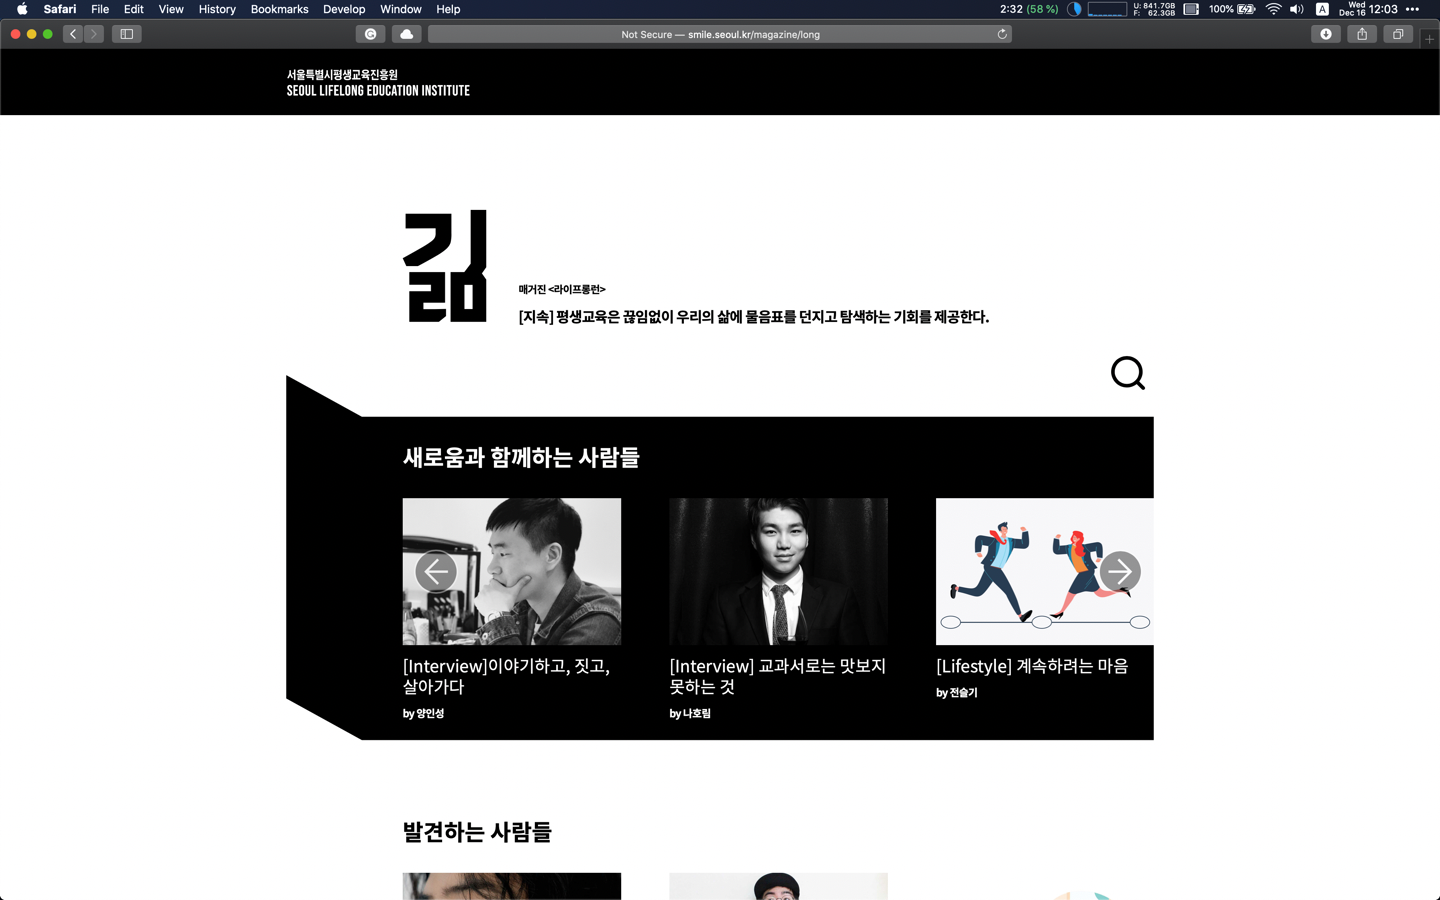 Safari File Edit View History Bookmarks Develop Window Help
2:32 (58 %)
U: 841.7GB
F: 62.3GB
100%
A
Wed
Dec 16
12:03
Not Secure — smile.seoul.kr/magazine/long
서울특별시평생교육진흥원
SEOUL LIFELONG EDUCATION INSTITUTE
긺
매거진 <라이프롱런>
[지속] 평생교육은 끊임없이 우리의 삶에 물음표를 던지고 탐색하는 기회를 제공한다.
새로움과 함께하는 사람들
[Interview]이야기하고, 짓고,
살아가다
by 양인성
[Interview] 교과서로는 맛보지
못하는 것
by 나호림
[Lifestyle] 계속하려는 마음
by 전슬기
발견하는 사람들